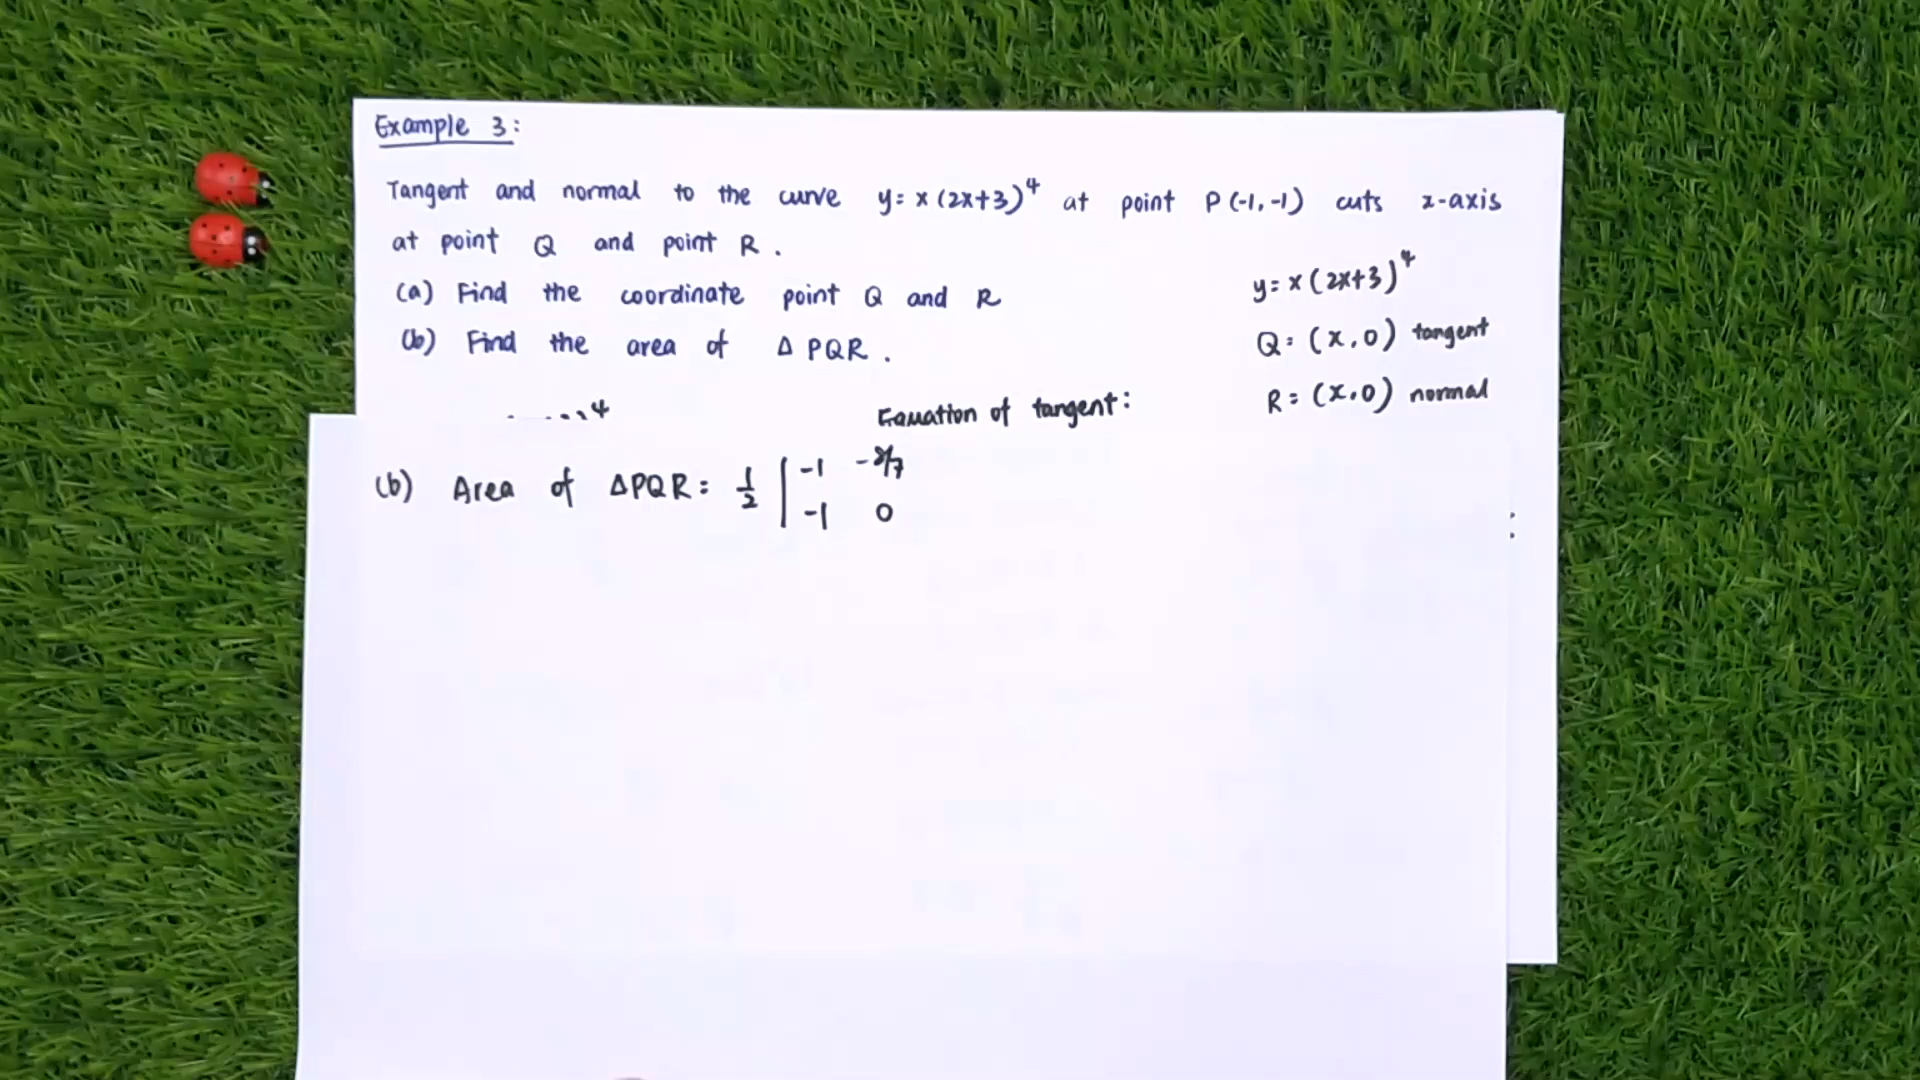 Example 3:
Tangent and normal to the curve y= x(2x+3)⁴ at point P(-1,-1) cuts x-axis
at point Q and point R.
(a) Find the coordinate point Q and R
(b) Find the area of Δ PQR.
y= x(2x+3)⁴
Q= (x,0) tangent
R= (x,0) normal
Equation of tangent:
(b) Area of ΔPQR= 1/2 | -1 -8/7
-1 0